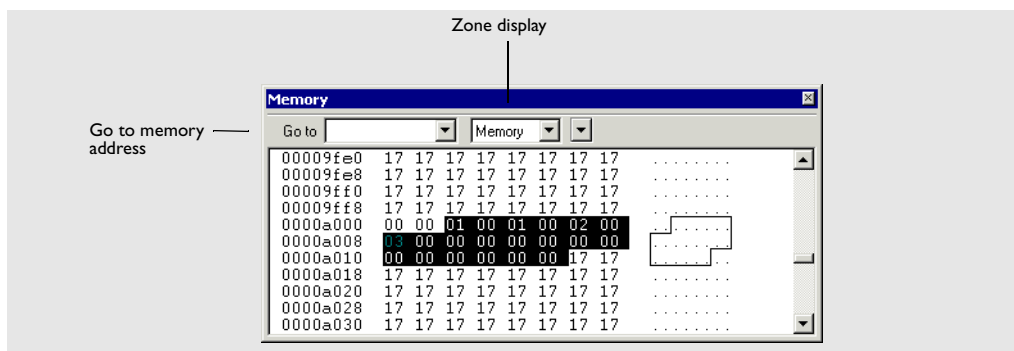 Zone display
Memory
Go to memory
address
Go to Memory
00009fe0 17 17 17 17 17 17 17 17 ........
00009fe8 17 17 17 17 17 17 17 17 ........
00009ff0 17 17 17 17 17 17 17 17 ........
00009ff8 17 17 17 17 17 17 17 17 ........
0000a000 00 00 01 00 01 00 02 00 ........
0000a008 03 00 00 00 00 00 00 00 ........
0000a010 00 00 00 00 00 00 17 17 ........
0000a018 17 17 17 17 17 17 17 17 ........
0000a020 17 17 17 17 17 17 17 17 ........
0000a028 17 17 17 17 17 17 17 17 ........
0000a030 17 17 17 17 17 17 17 17 ........